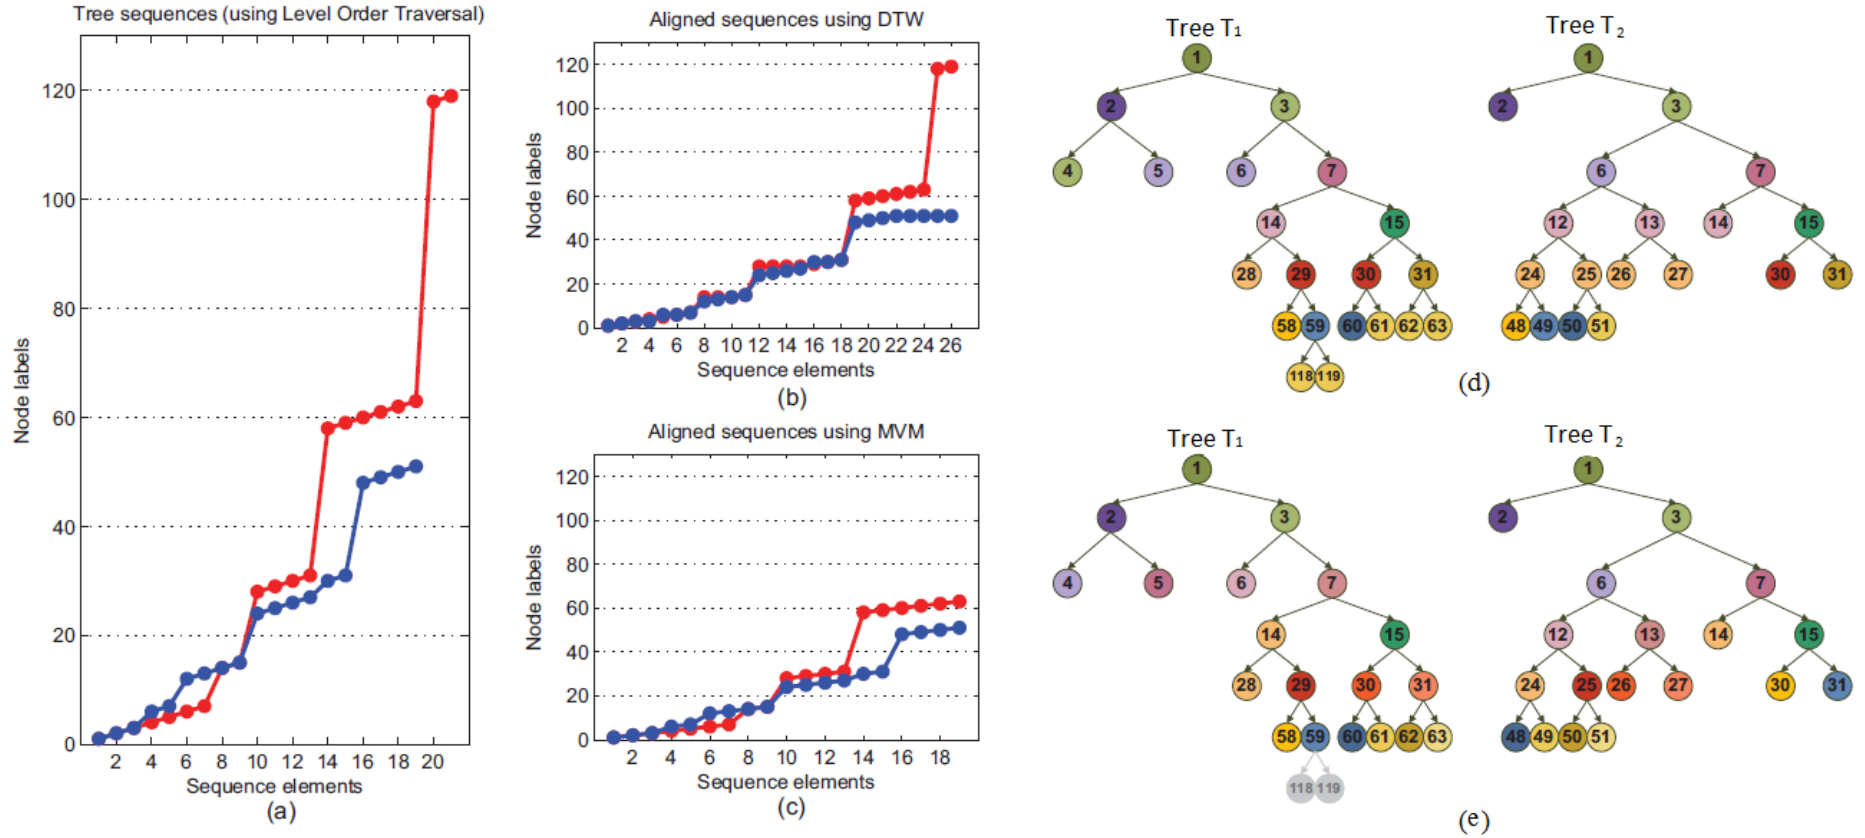 Tree sequences (using Level Order Traversal)
120
100
80
60
40
20
0
Node labels
2 4 6 8 10 12 14 16 18 20
Sequence elements
(a)
Aligned sequences using DTW
120
100
80
60
40
20
0
Node labels
2 4 6 8 10 12 14 16 18 20 22 24 26
Sequence elements
(b)
Aligned sequences using MVM
120
100
80
60
40
20
0
Node labels
2 4 6 8 10 12 14 16 18
Sequence elements
(c)
Tree T1
1
2 3
4 5 6 7
14 15
28 29 30 31
58 59 60 61 62 63
118 119
Tree T2
1
2 3
6 7
12 13 14 15
24 25 26 27 30 31
48 49 50 51
(d)
Tree T1
1
2 3
4 5 6 7
14 15
28 29 30 31
58 59 60 61 62 63
118 119
Tree T2
1
2 3
6 7
12 13 14 15
24 25 26 27 30 31
48 49 50 51
(e)